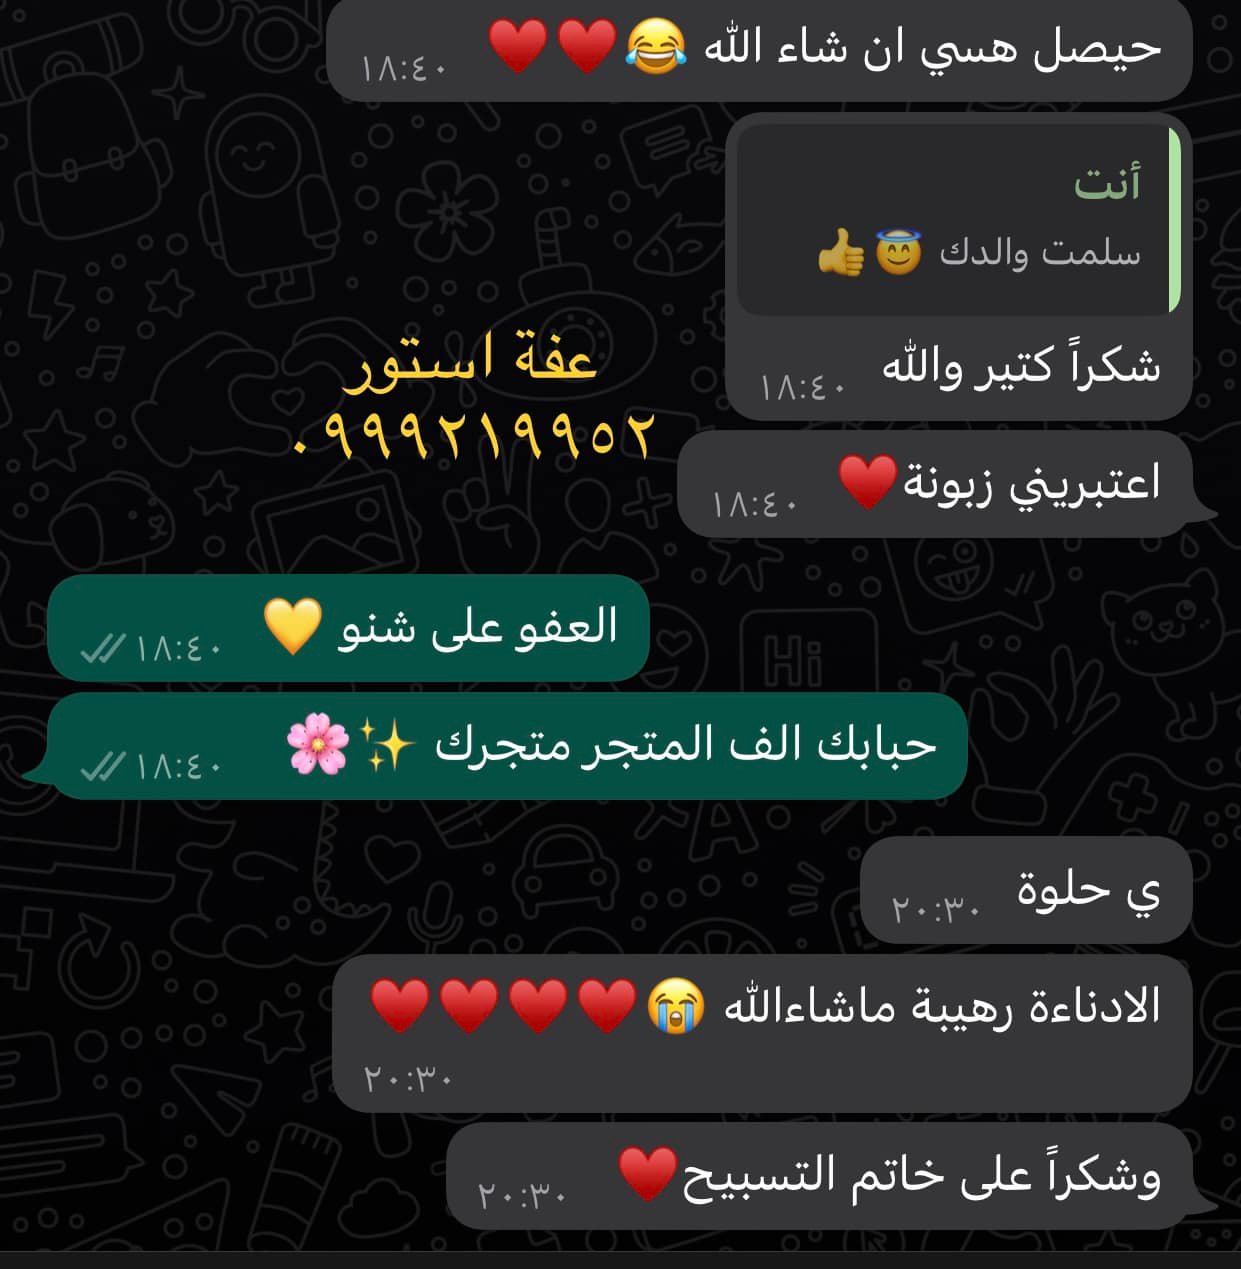 حيصل هسي ان شاء الله 😂♥️♥️
١٨:٤٠
أنت
سلمت والدك 😇👍
شكراً كتير والله
١٨:٤٠
عفة استور
٠٩٩٩٢١٩٩٥٢
اعتبريني زبونة♥️
١٨:٤٠
العفو على شنو 💛
١٨:٤٠
حبابك الف المتجر متجرك ✨🌸
١٨:٤٠
ي حلوة
٢٠:٣٠
الادناءة رهيبة ماشاءالله 😭♥️♥️♥️♥️
٢٠:٣٠
وشكراً على خاتم التسبيح♥️
٢٠:٣٠